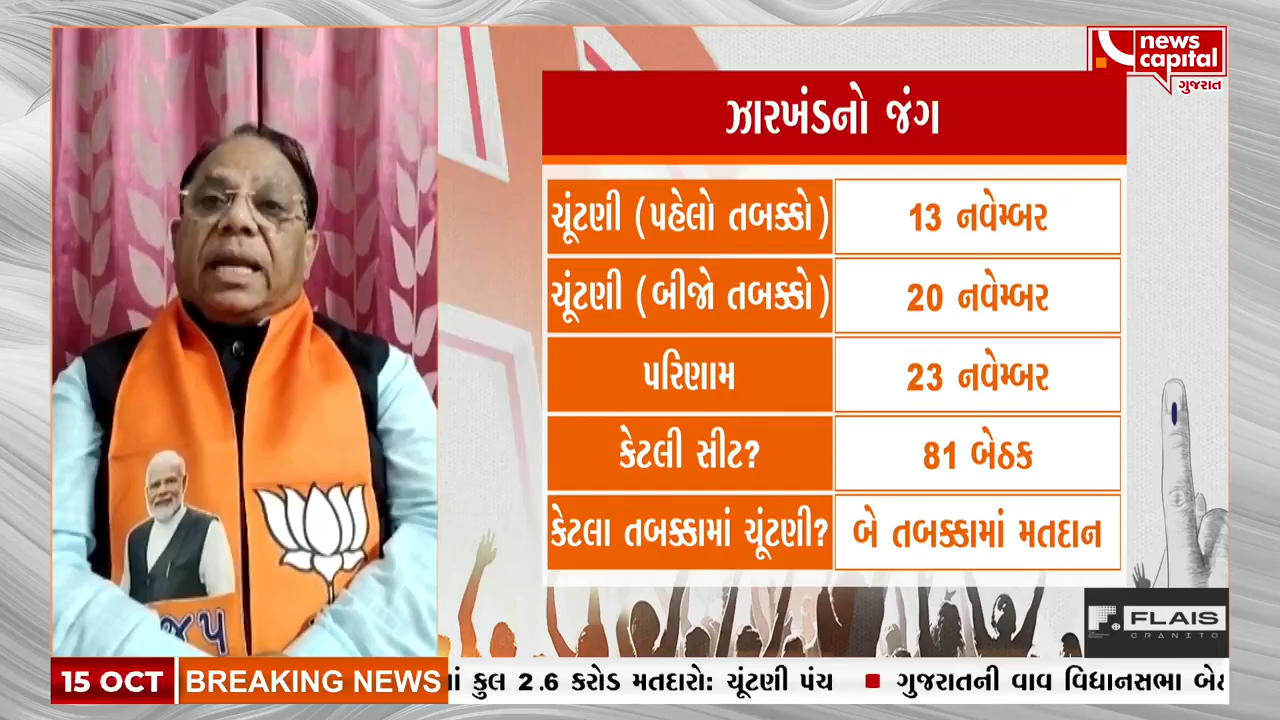 news
capital
ગુજરાત
ઝારખંડનો જંગ
ચૂંટણી (પહેલો તબક્કો) 13 નવેમ્બર
ચૂંટણી (બીજો તબક્કો) 20 નવેમ્બર
પરિણામ 23 નવેમ્બર
કેટલી સીટ? 81 બેઠક
કેટલા તબક્કામાં ચૂંટણી? બે તબક્કામાં મતદાન
FLAIS
GRANITO
15 OCT BREAKING NEWS કુલ 2.6 કરોડ મતદારો: ચૂંટણી પંચ ગુજરાતની વાવ વિધાનસભા